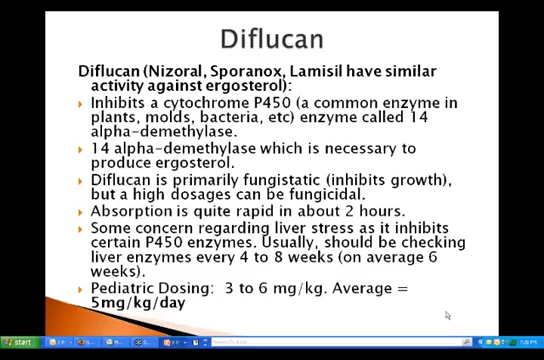 Diflucan
Diflucan (Nizoral, Sporanox, Lamisil have similar
activity against ergosterol):
Inhibits a cytochrome P450 (a common enzyme in
plants, molds, bacteria, etc) enzyme called 14
alpha-demethylase.
14 alpha-demethylase which is necessary to
produce ergosterol.
Diflucan is primarily fungistatic (inhibits growth),
but a high dosages can be fungicidal.
Absorption is quite rapid in about 2 hours.
Some concern regarding liver stress as it inhibits
certain P450 enzymes. Usually, should be checking
liver enzymes every 4 to 8 weeks (on average 6
weeks).
Pediatric Dosing: 3 to 6 mg/kg. Average =
5mg/kg/day
start